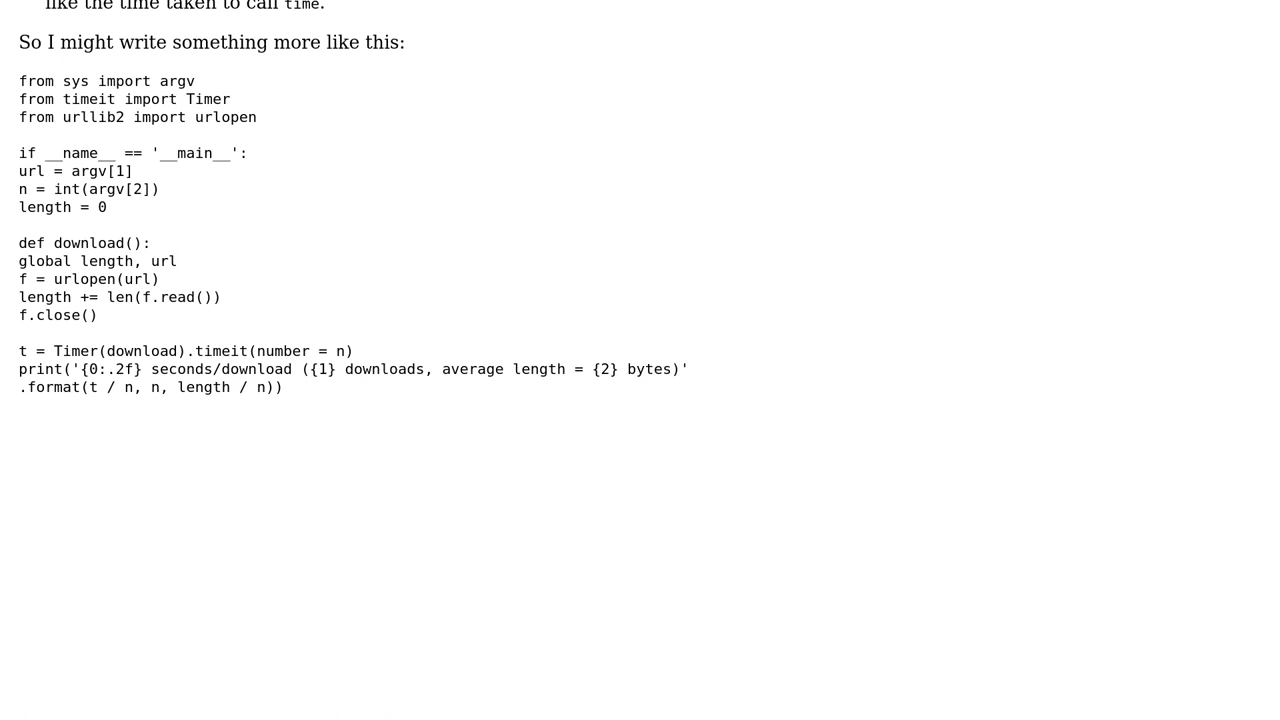 like the time taken to call time.
So I might write something more like this:
from sys import argv
from timeit import Timer
from urllib2 import urlopen
if __name__ == '__main__':
url = argv[1]
n = int(argv[2])
length = 0
def download():
global length, url
f = urlopen(url)
length += len(f.read())
f.close()
t = Timer(download).timeit(number = n)
print('{0:.2f} seconds/download ({1} downloads, average length = {2} bytes)'
.format(t / n, n, length / n))